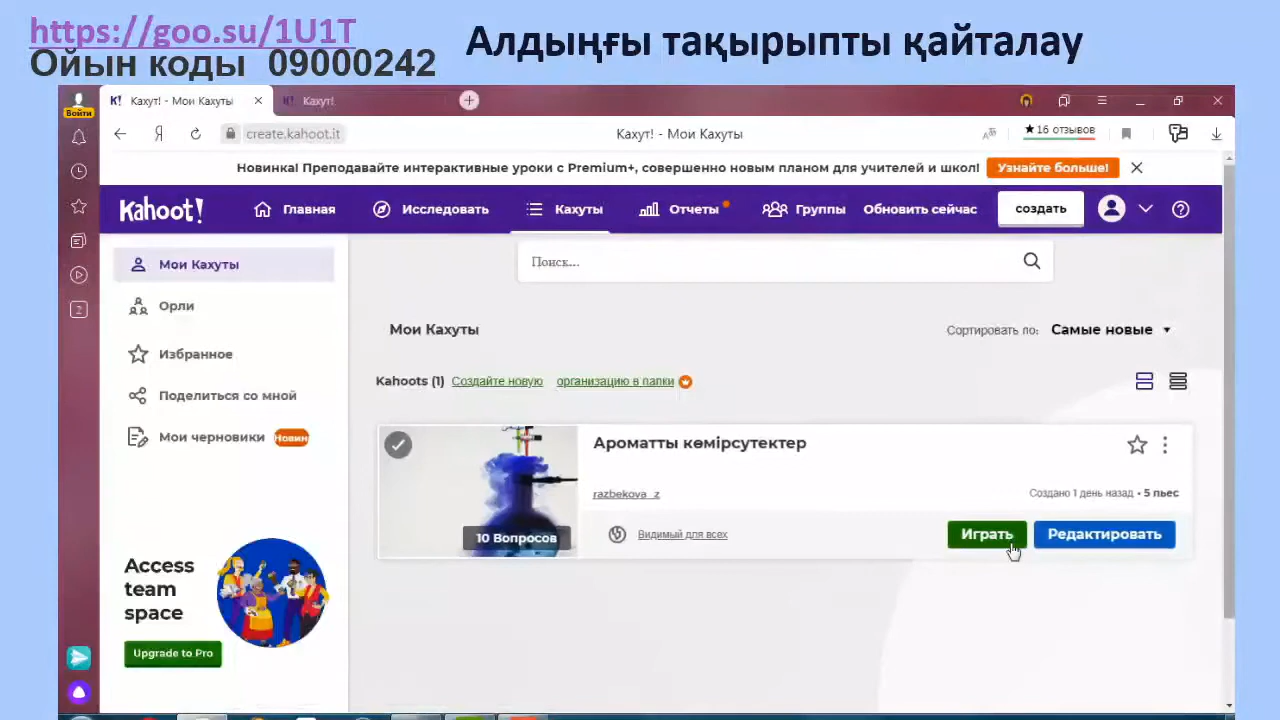 https://goo.su/1U1T
Ойын коды 09000242
Алдыңғы тақырыпты қайталау
Войти
K! Кахут! - Мои Кахуты
K! Кахут!
create.kahoot.it
Кахут! - Мои Кахуты
★ 16 отзывов
Новинка! Преподавайте интерактивные уроки с Premium+, совершенно новым планом для учителей и школ!
Узнайте больше!
Kahoot!
Главная
Исследовать
Кахуты
Отчеты
Группы
Обновить сейчас
создать
Мои Кахуты
Орли
Избранное
Поделиться со мной
Мои черновики
Новин
Поиск...
Мои Кахуты
Сортировать по: Самые новые
Kahoots (1) Создайте новую организацию в папки
Ароматты көмірсутектер
razbekova_z
Создано 1 день назад • 5 пьес
10 Вопросов
Видимый для всех
Играть
Редактировать
Access
team
space
Upgrade to Pro
2